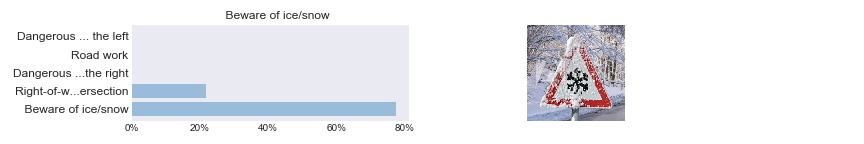 Beware of ice/snow
Dangerous ... the left
Road work
Dangerous ...the right
Right-of-w...ersection
Beware of ice/snow
0% 20% 40% 60% 80%